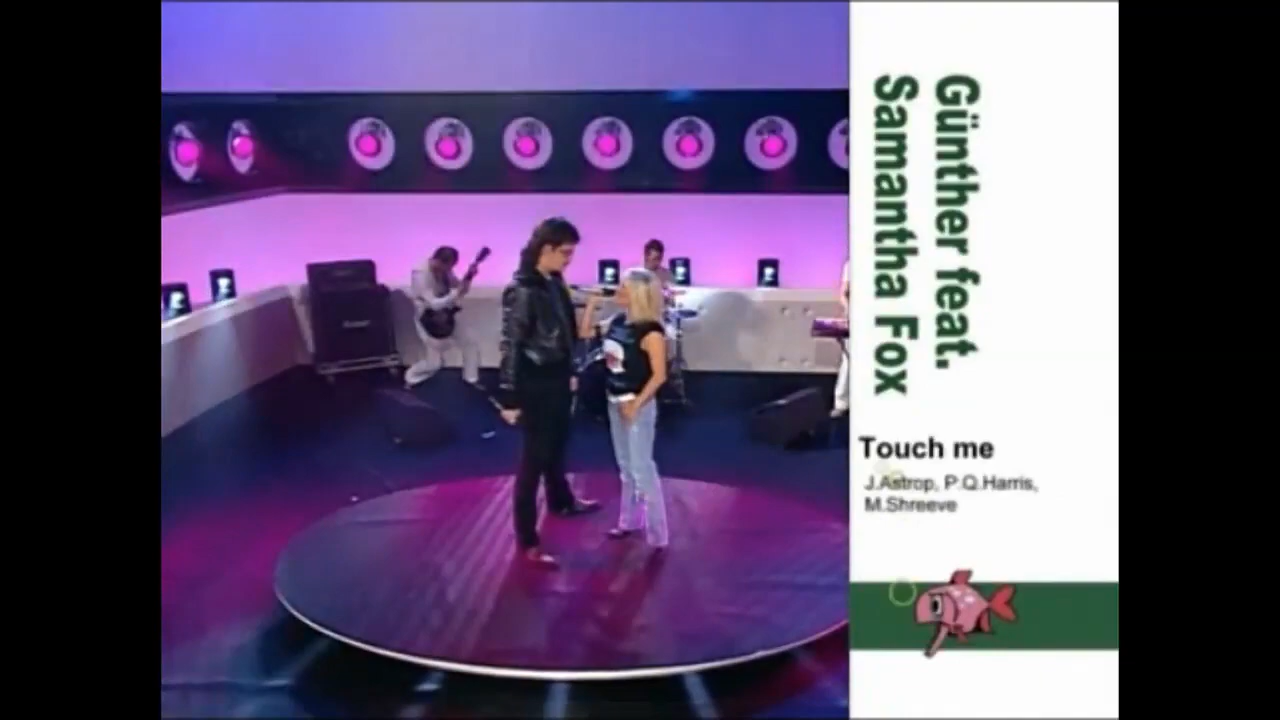 Günther feat.
Samantha Fox
Touch me
J.Astrop, P.Q.Harris,
M.Shreeve